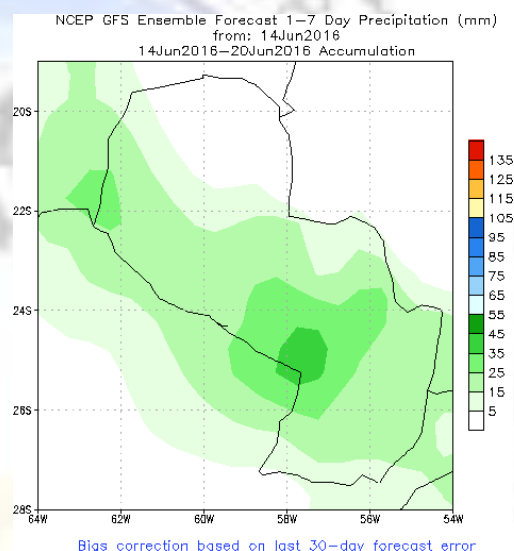 NCEP GFS Ensemble Forecast 1–7 Day Precipitation (mm)
from: 14Jun2016
14Jun2016–20Jun2016 Accumulation
20S
22S
24S
26S
28S
64W 62W 60W 58W 56W 54W
135
125
115
105
95
85
75
65
55
45
35
25
15
5
Bias correction based on last 30–day forecast error